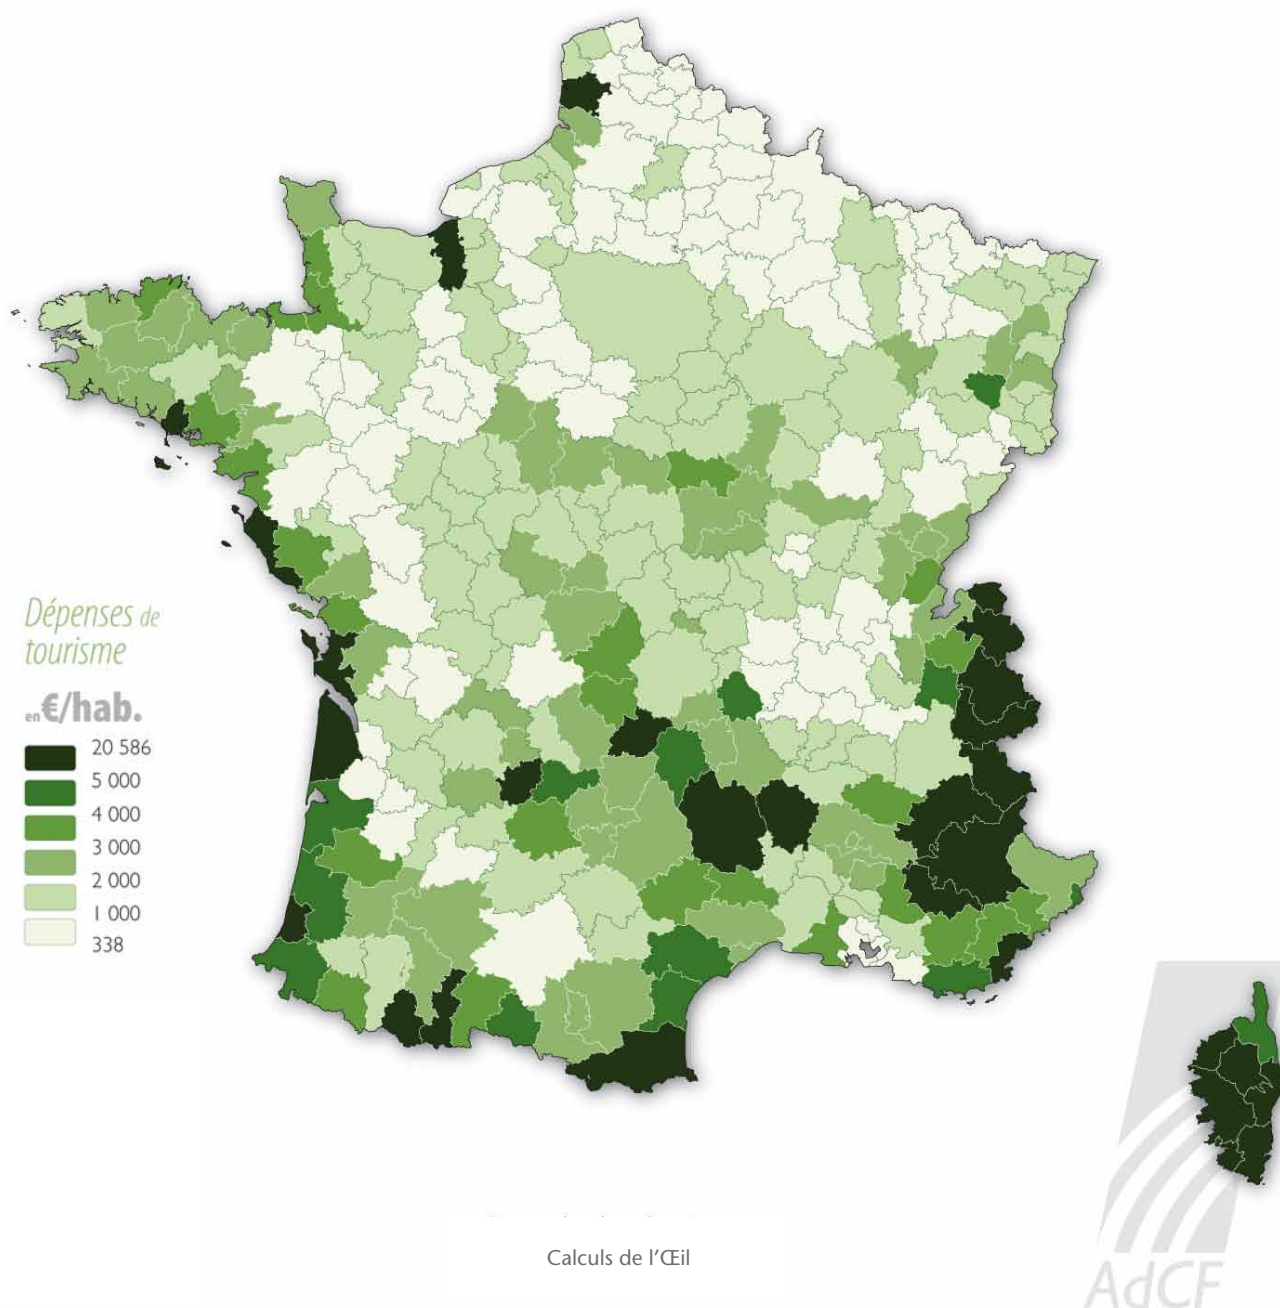 Dépenses de
tourisme
en €/hab.
20 586
5 000
4 000
3 000
2 000
1 000
338
Calculs de l'Œil
AdCF